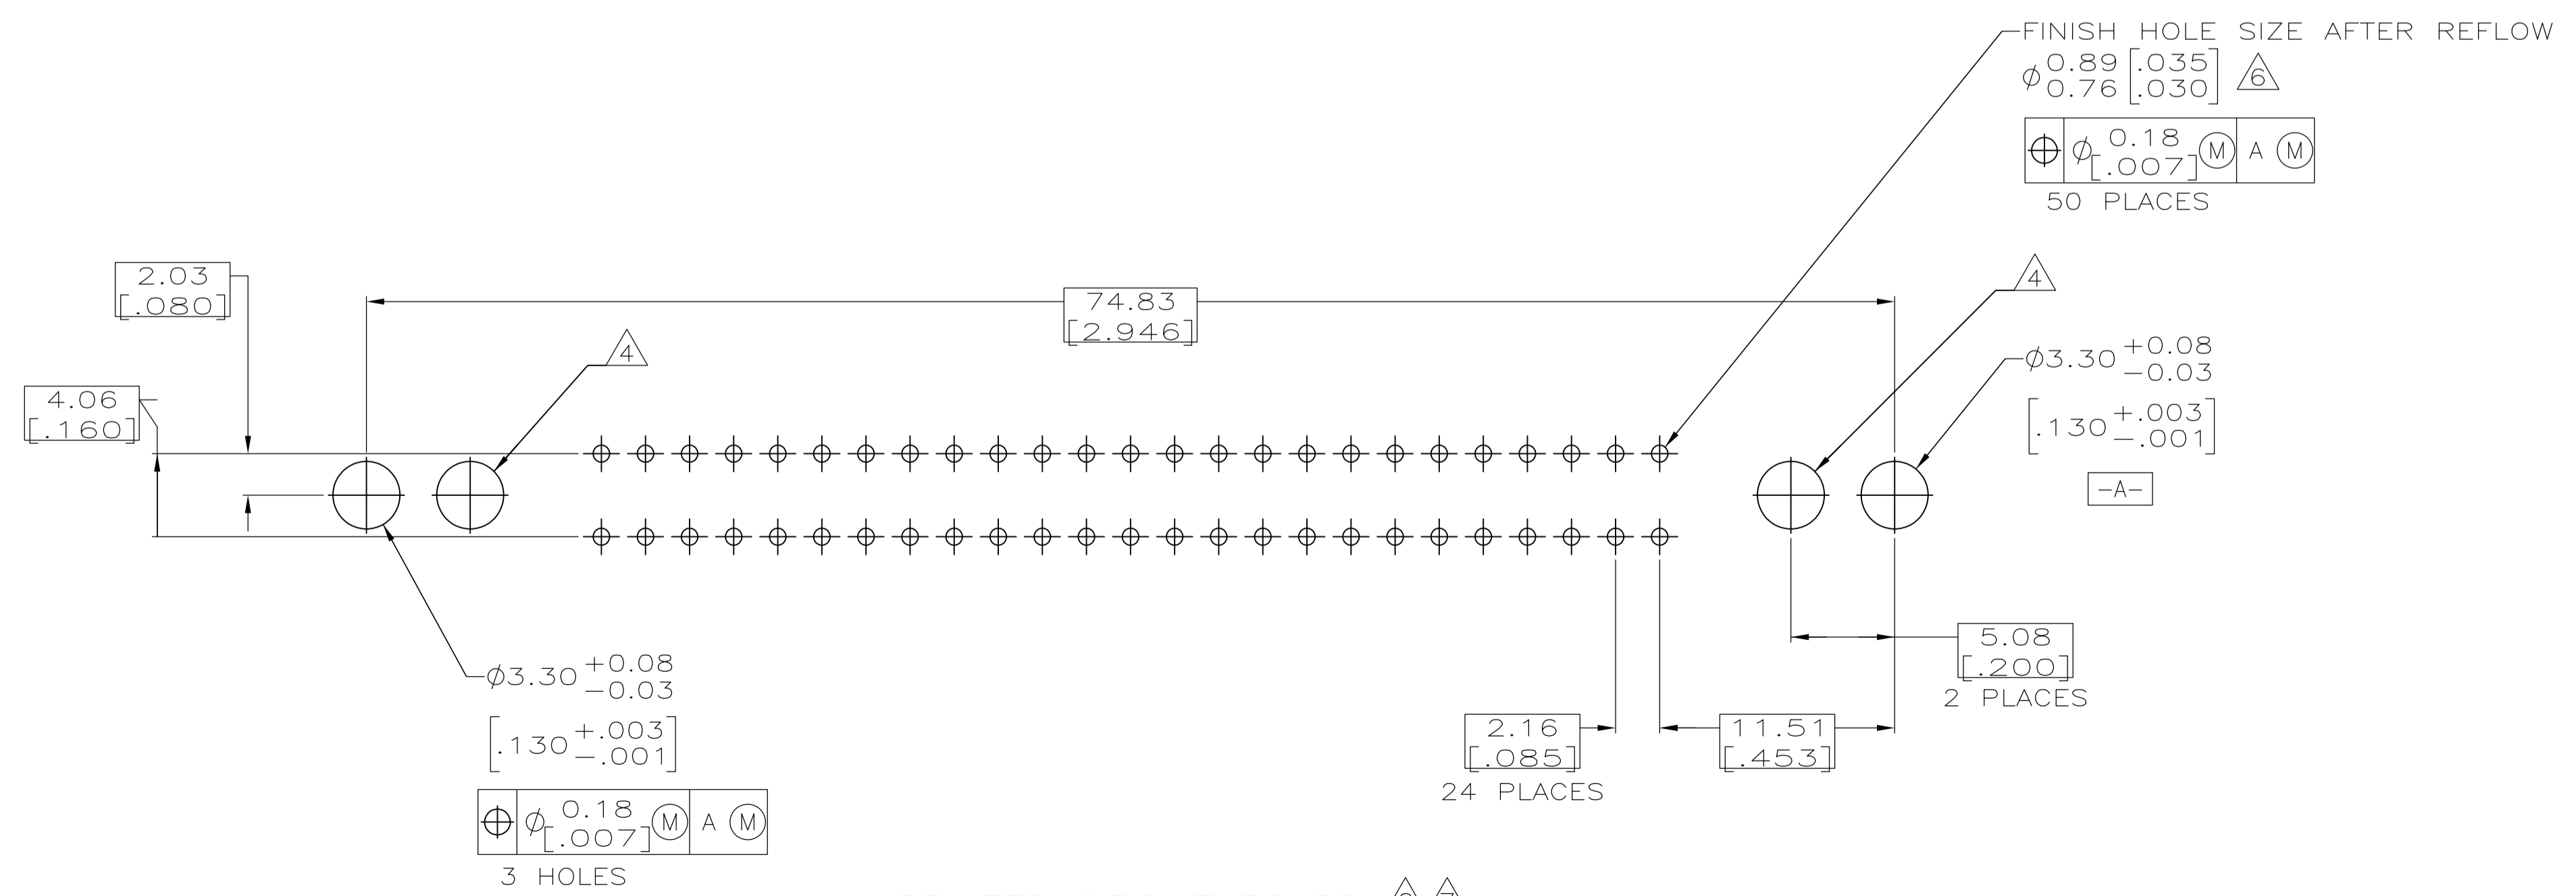 FINISH HOLE SIZE AFTER REFLOW
⌀ 0.89 [.035]
0.76 [.030] 6
⌖ ⌀ 0.18 [.007] Ⓜ A Ⓜ
50 PLACES
2.03
[.080]
74.83
[2.946]
4
4
⌀3.30 +0.08
-0.03
[.130 +.003
-.001]
-A-
4.06
[.160]
⌀3.30 +0.08
-0.03
[.130 +.003
-.001]
⌖ ⌀ 0.18 [.007] Ⓜ A Ⓜ
3 HOLES
2.16
[.085]
24 PLACES
11.51
[.453]
5.08
[.200]
2 PLACES